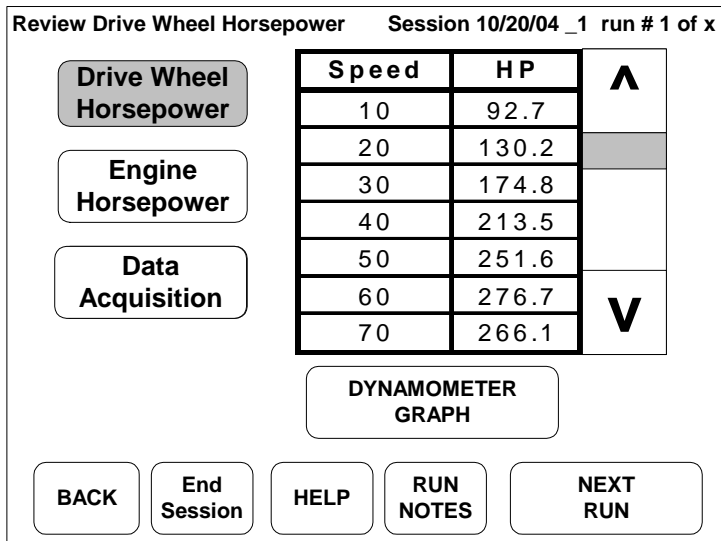 Review Drive Wheel Horsepower Session 10/20/04 _1 run # 1 of x
Drive Wheel
Horsepower
Engine
Horsepower
Data
Acquisition
Speed HP
10 92.7
20 130.2
30 174.8
40 213.5
50 251.6
60 276.7
70 266.1
Λ
V
DYNAMOMETER
GRAPH
BACK
End
Session
HELP
RUN
NOTES
NEXT
RUN